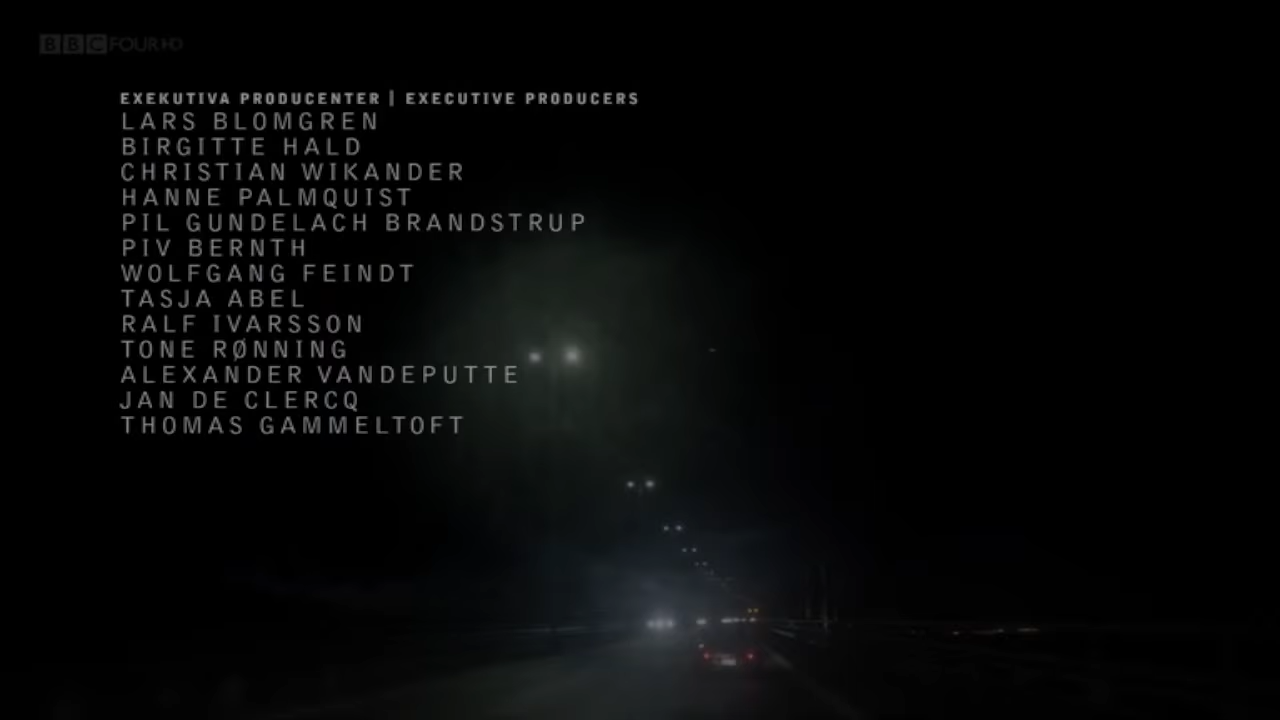 BBC FOUR HD
EXEKUTIVA PRODUCENTER | EXECUTIVE PRODUCERS
LARS BLOMGREN
BIRGITTE HALD
CHRISTIAN WIKANDER
HANNE PALMQUIST
PIL GUNDELACH BRANDSTRUP
PIV BERNTH
WOLFGANG FEINDT
TASJA ABEL
RALF IVARSSON
TONE RØNNING
ALEXANDER VANDEPUTTE
JAN DE CLERCQ
THOMAS GAMMELTOFT